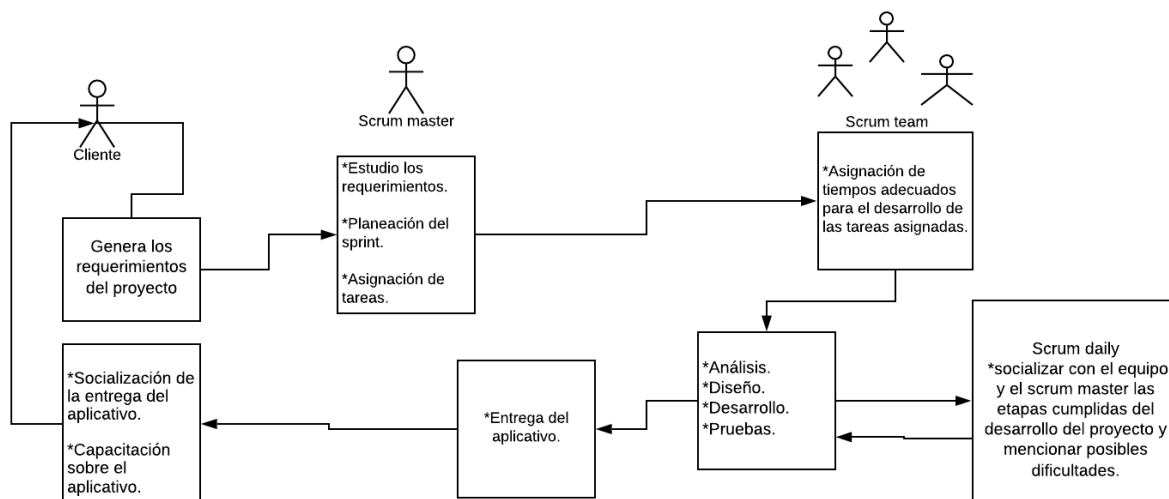 Cliente
Scrum master
Scrum team
Genera los
requerimientos
del proyecto
*Estudio los
requerimientos.
*Planeación del
sprint.
*Asignación de
tareas.
*Asignación de
tiempos adecuados
para el desarrollo de
las tareas asignadas.
*Análisis.
*Diseño.
*Desarrollo.
*Pruebas.
Scrum daily
*socializar con el equipo
y el scrum master las
etapas cumplidas del
desarrollo del proyecto y
mencionar posibles
dificultades.
*Entrega del
aplicativo.
*Socialización de
la entrega del
aplicativo.
*Capacitación
sobre el
aplicativo.